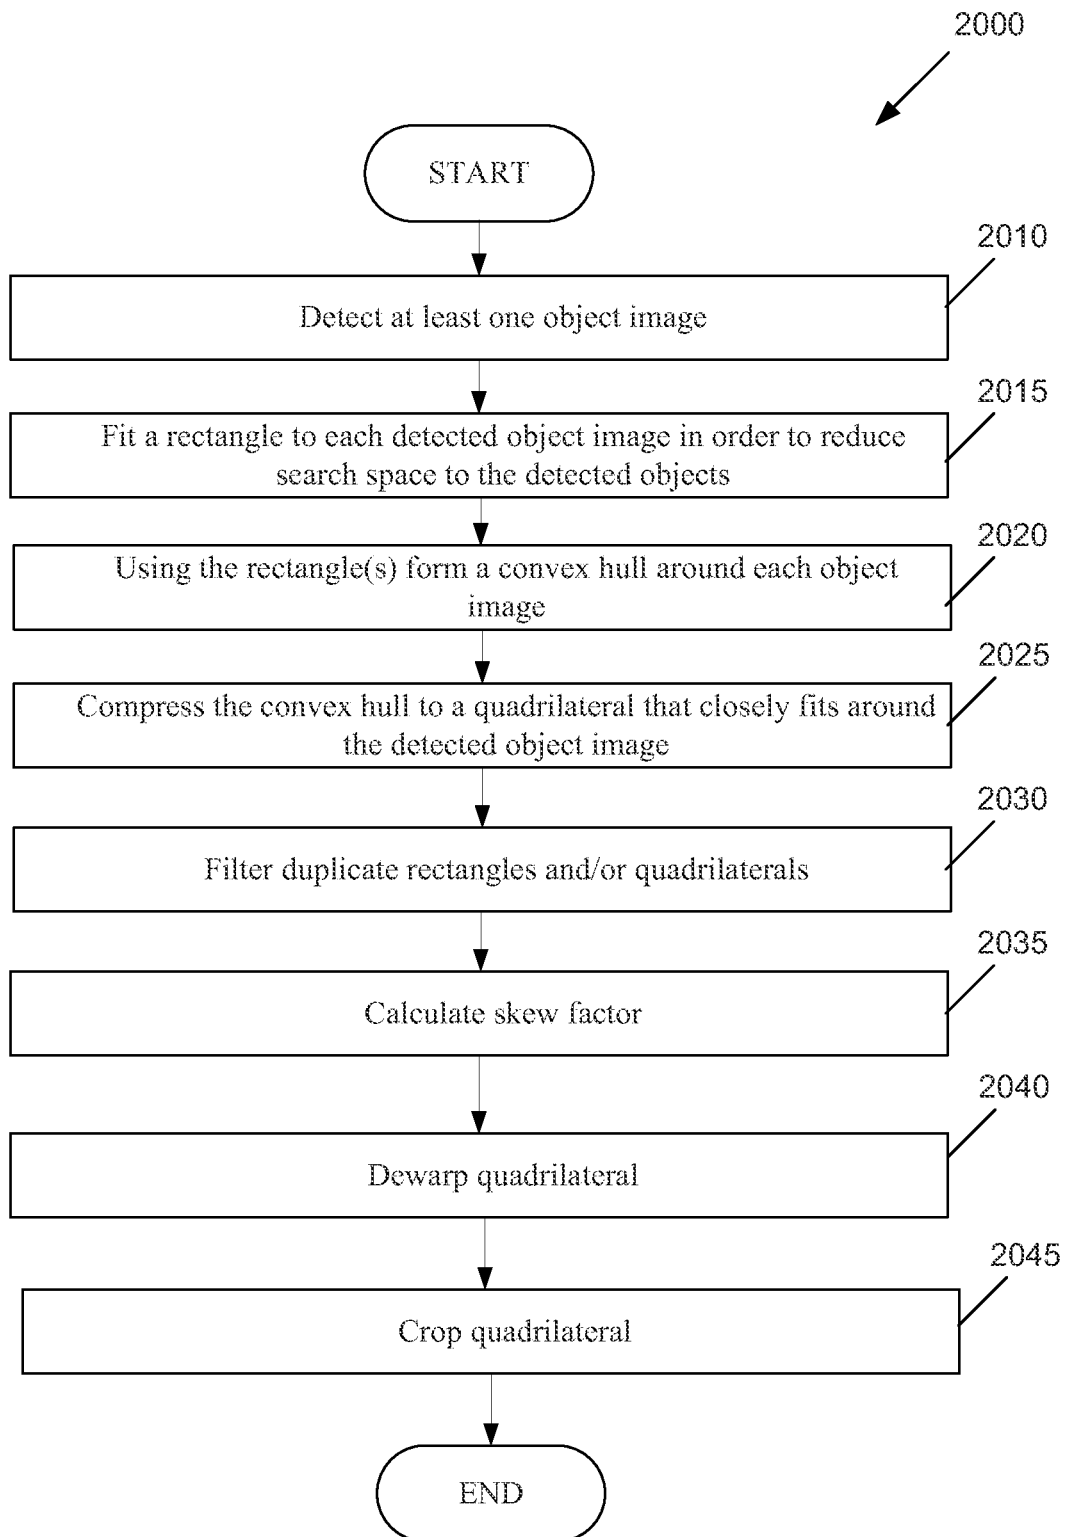 2000
START
2010
Detect at least one object image
2015
Fit a rectangle to each detected object image in order to reduce
search space to the detected objects
2020
Using the rectangle(s) form a convex hull around each object
image
2025
Compress the convex hull to a quadrilateral that closely fits around
the detected object image
2030
Filter duplicate rectangles and/or quadrilaterals
2035
Calculate skew factor
2040
Dewarp quadrilateral
2045
Crop quadrilateral
END